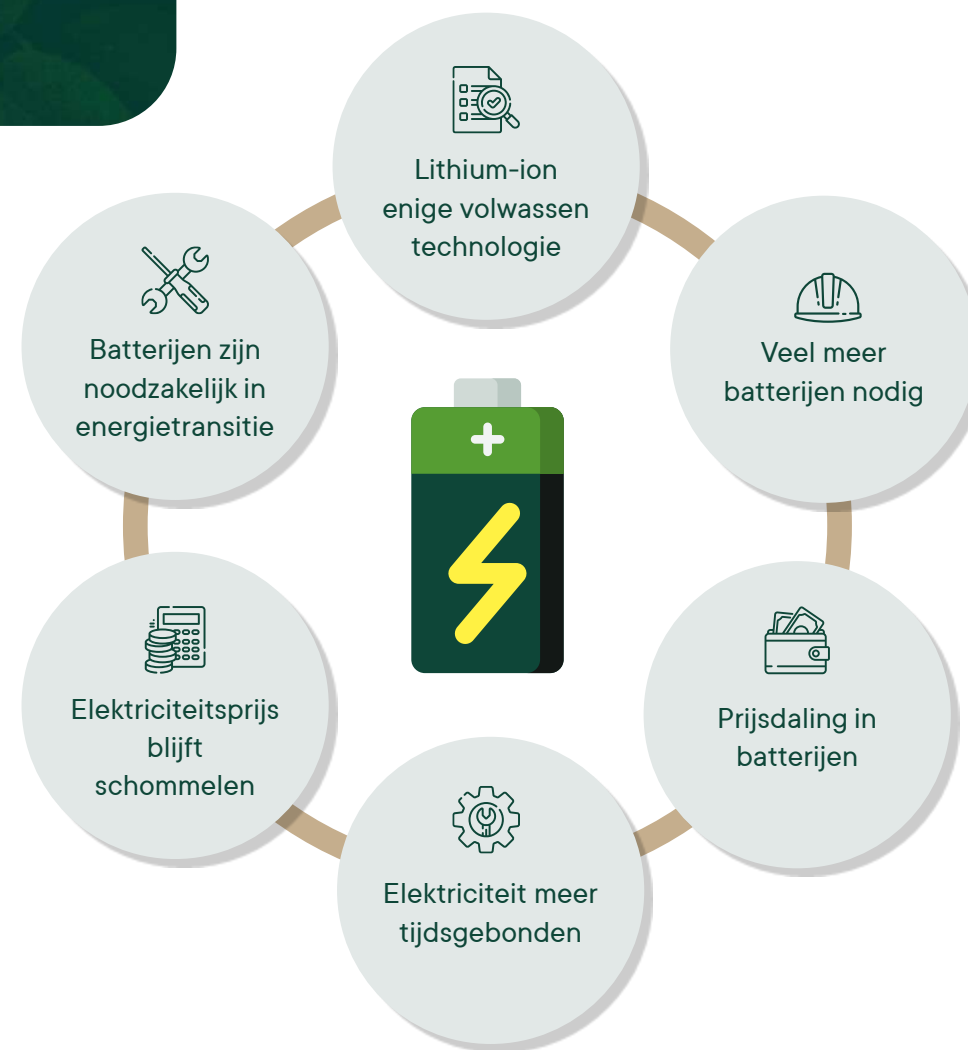 Lithium-ion
enige volwassen
technologie
Veel meer
batterijen nodig
Prijsdaling in
batterijen
Elektriciteit meer
tijdsgebonden
Elektriciteitsprijs
blijft
schommelen
Batterijen zijn
noodzakelijk in
energietransitie